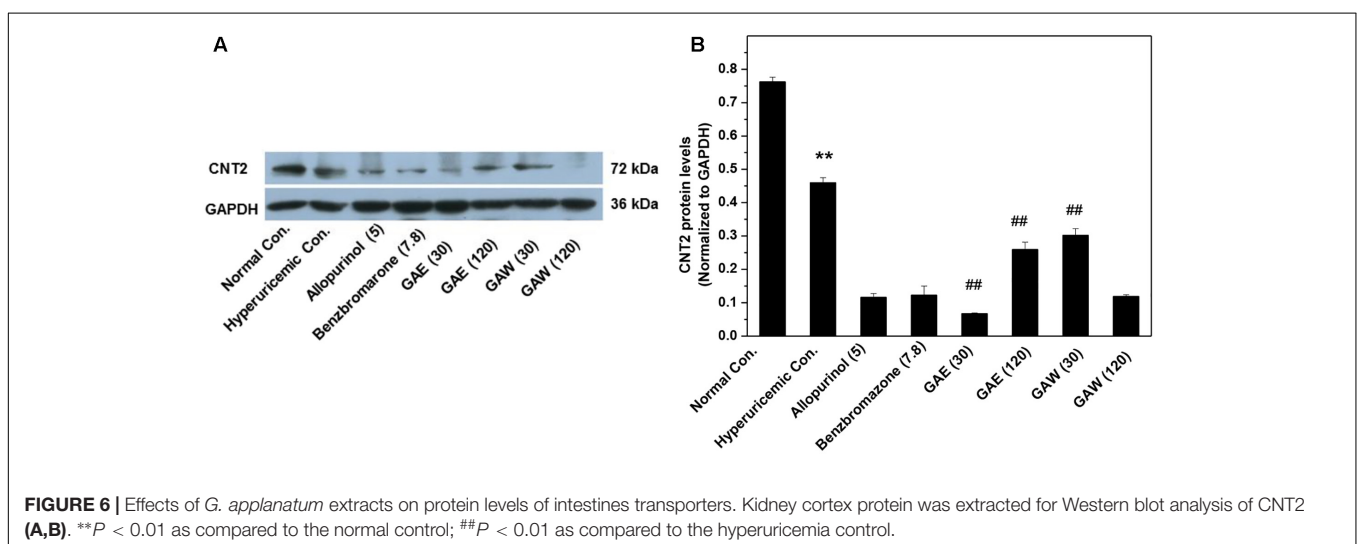 A
CNT2
72 kDa
GAPDH
36 kDa
Normal Con.
Hyperuricemic Con.
Allopurinol (5)
Benzbromarone (7.8)
GAE (30)
GAE (120)
GAW (30)
GAW (120)
B
CNT2 protein levels
(Normalized to GAPDH)
0.8
0.7
0.6
0.5
0.4
0.3
0.2
0.1
0.0
**
##
##
##
Normal Con.
Hyperuricemic Con.
Allopurinol (5)
Benzbromazone (7.8)
GAE (30)
GAE (120)
GAW (30)
GAW (120)
FIGURE 6 | Effects of G. applanatum extracts on protein levels of intestines transporters. Kidney cortex protein was extracted for Western blot analysis of CNT2
(A,B). **P < 0.01 as compared to the normal control; ##P < 0.01 as compared to the hyperuricemia control.